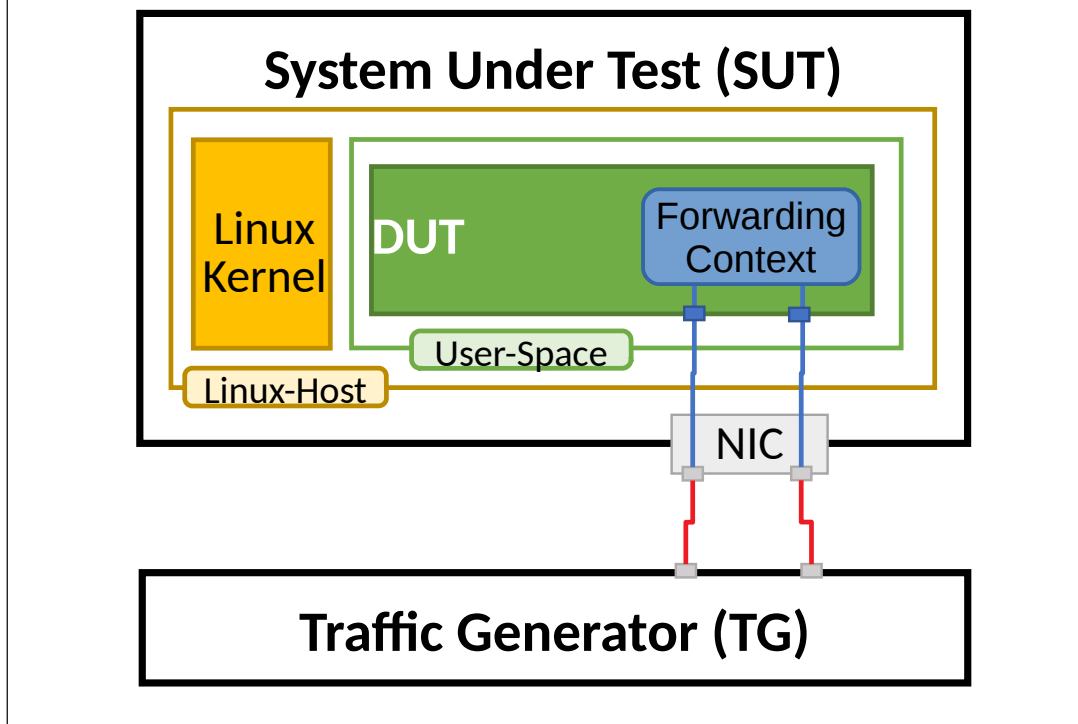 System Under Test (SUT)
Linux
Kernel
DUT
Forwarding
Context
User-Space
Linux-Host
NIC
Traffic Generator (TG)